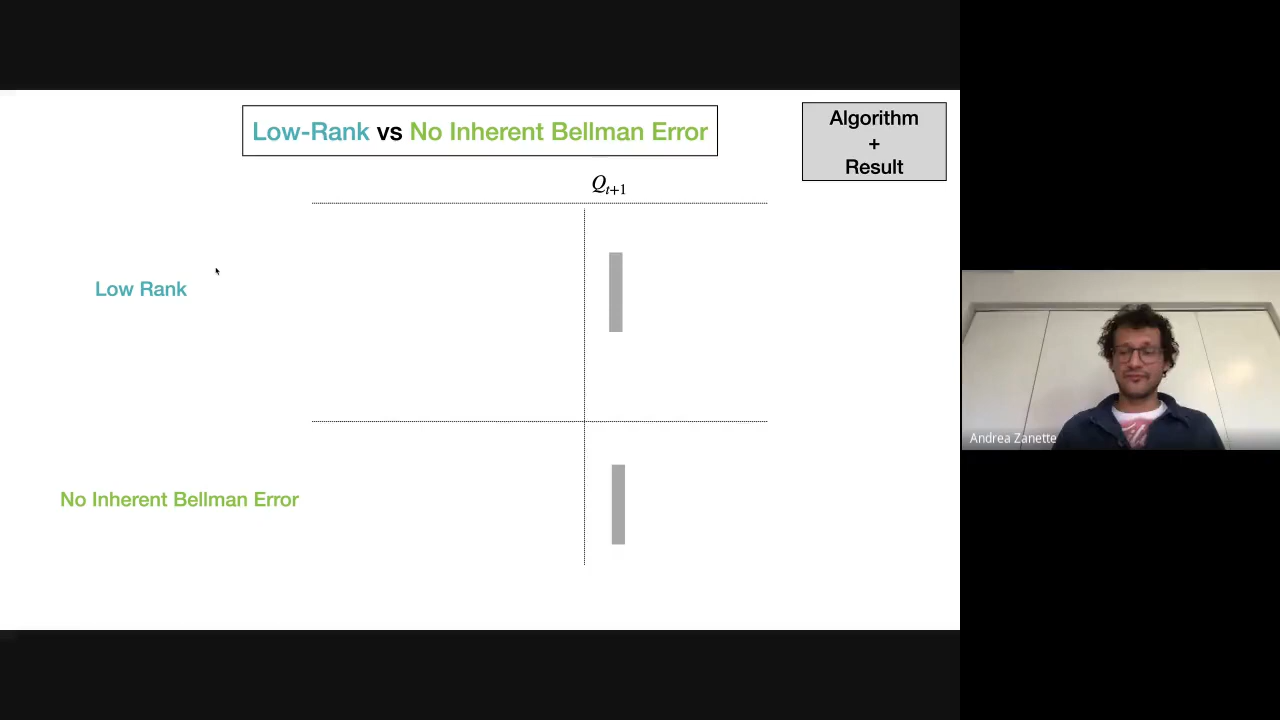 Low-Rank vs No Inherent Bellman Error
Algorithm
+
Result
Q_{t+1}
Low Rank
No Inherent Bellman Error
Andrea Zanette